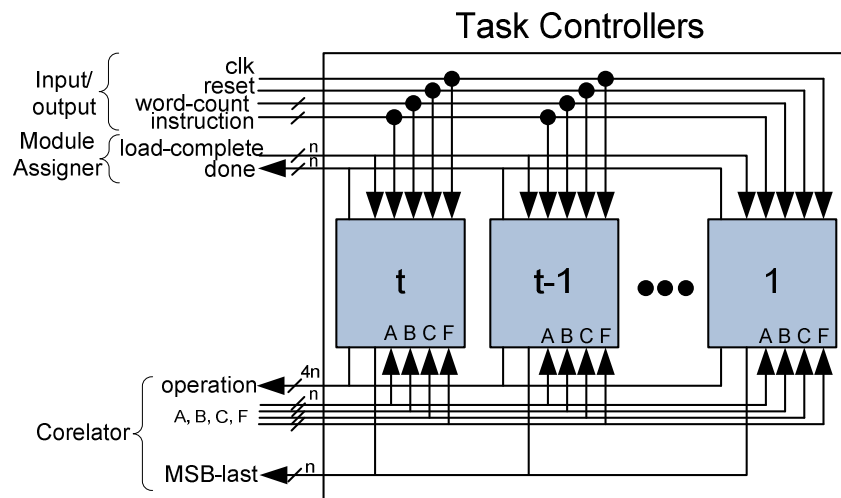 Task Controllers
Input/
output
clk
reset
word-count
instruction
Module
Assigner
load-complete
n
done
n
t
A B C F
t-1
A B C F
1
A B C F
Corelator
operation
4n
A, B, C, F
n
MSB-last
n